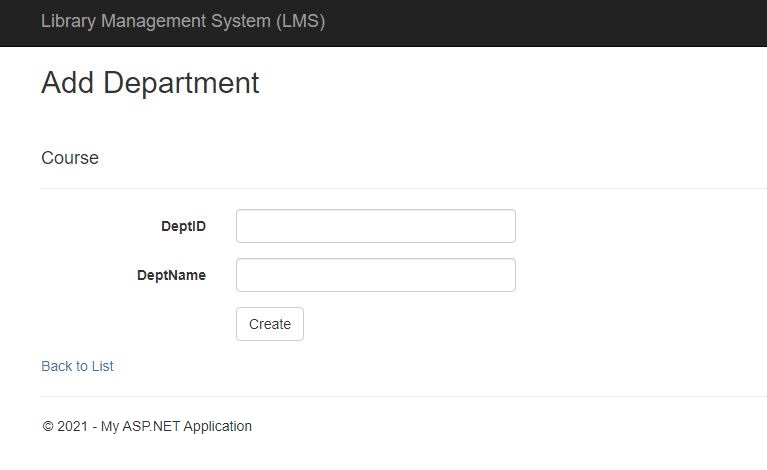 Library Management System (LMS)
Add Department
Course
DeptID
DeptName
Create
Back to List
© 2021 - My ASP.NET Application